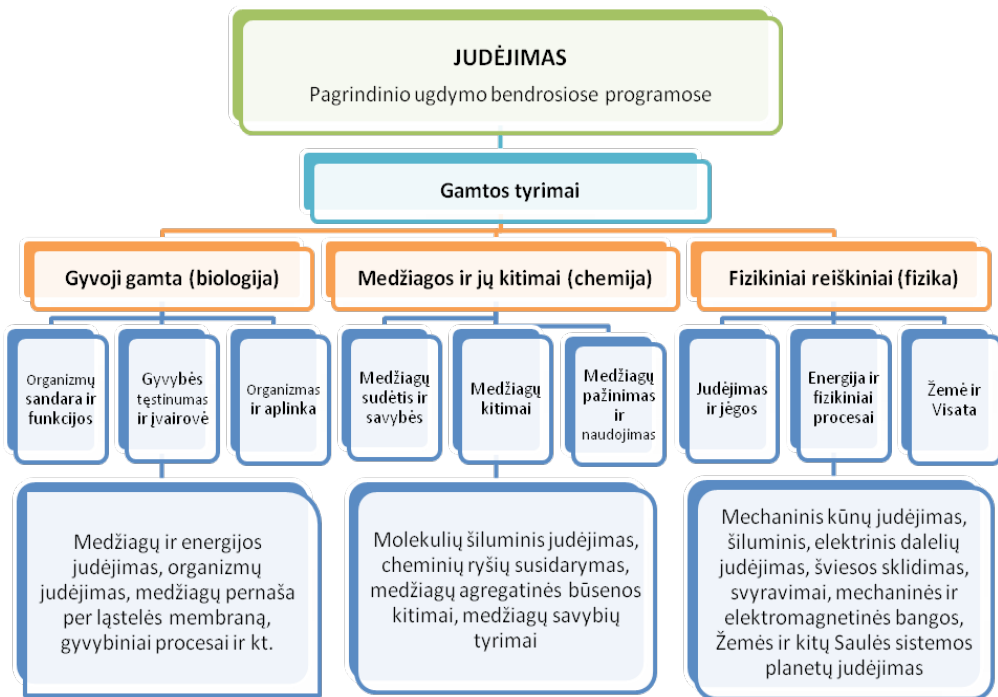 JUDĖJIMAS
Pagrindinio ugdymo bendrosiose programose
Gamtos tyrimai
Gyvoji gamta (biologija)
Medžiagos ir jų kitimai (chemija)
Fizikiniai reiškiniai (fizika)
Organizmų
sandara ir
funkcijos
Gyvybės
tęstinumas
ir įvairovė
Organizmas
ir aplinka
Medžiagų
sudėtis ir
savybės
Medžiagų
kitimai
Medžiagų
pažinimas
ir
naudojimas
Judėjimas
ir jėgos
Energija ir
fizikiniai
procesai
Žemė ir
Visata
Medžiagų ir energijos
judėjimas, organizmų
judėjimas, medžiagų pernaša
per ląstelės membraną,
gyvybiniai procesai ir kt.
Molekulių šiluminis judėjimas,
cheminių ryšių susidarymas,
medžiagų agregatinės būsenos
kitimai, medžiagų savybių
tyrimai
Mechaninis kūnų judėjimas,
šiluminis, elektrinis dalelių
judėjimas, šviesos sklidimas,
svyravimai, mechaninės ir
elektromagnetinės bangos,
Žemės ir kitų Saulės sistemos
planetų judėjimas